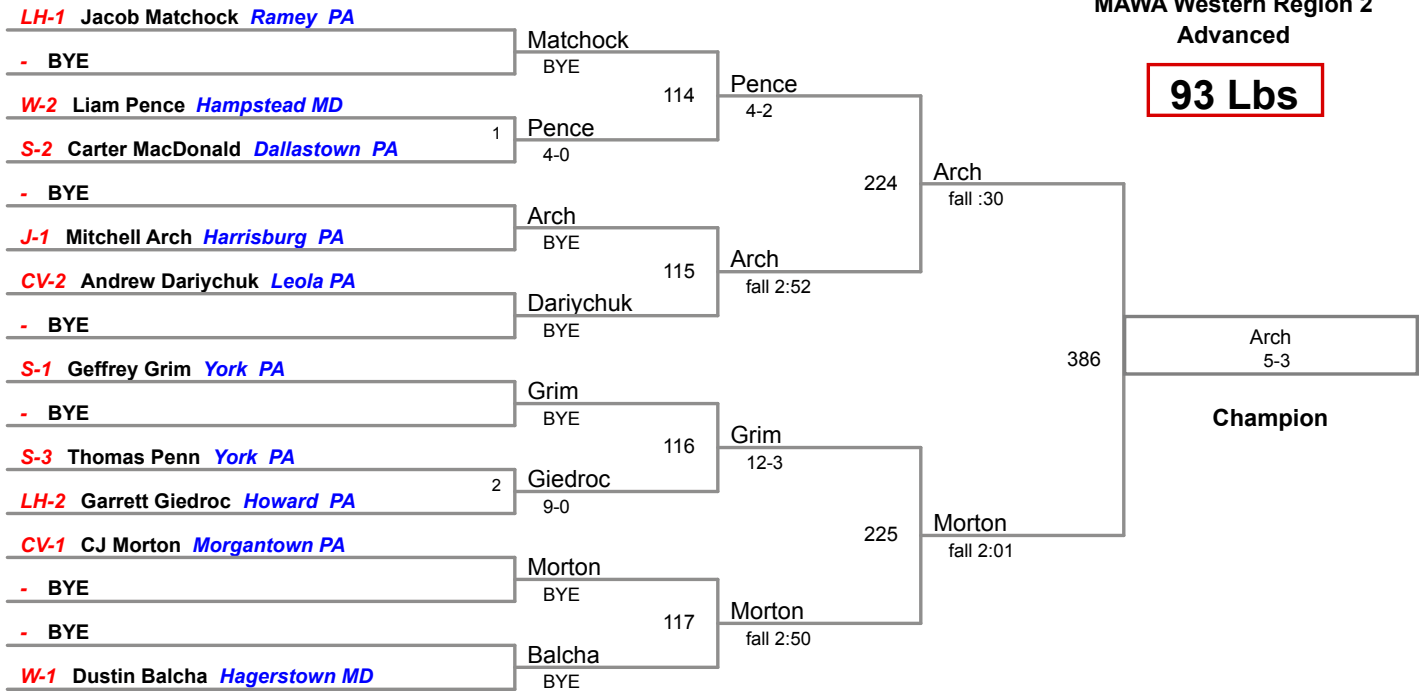 MAWA Western Region 2
Advanced
93 Lbs
LH-1 Jacob Matchock Ramey PA
- BYE
W-2 Liam Pence Hampstead MD
S-2 Carter MacDonald Dallastown PA
- BYE
J-1 Mitchell Arch Harrisburg PA
CV-2 Andrew Dariychuk Leola PA
- BYE
S-1 Geffrey Grim York PA
- BYE
S-3 Thomas Penn York PA
LH-2 Garrett Giedroc Howard PA
CV-1 CJ Morton Morgantown PA
- BYE
- BYE
W-1 Dustin Balcha Hagerstown MD
1
2
Matchock
BYE
Pence
4-0
Arch
BYE
Dariychuk
BYE
Grim
BYE
Giedroc
9-0
Morton
BYE
Balcha
BYE
114
115
116
117
Pence
4-2
Arch
fall 2:52
Grim
12-3
Morton
fall 2:50
224
225
Arch
fall :30
Morton
fall 2:01
386
Arch
5-3
Champion